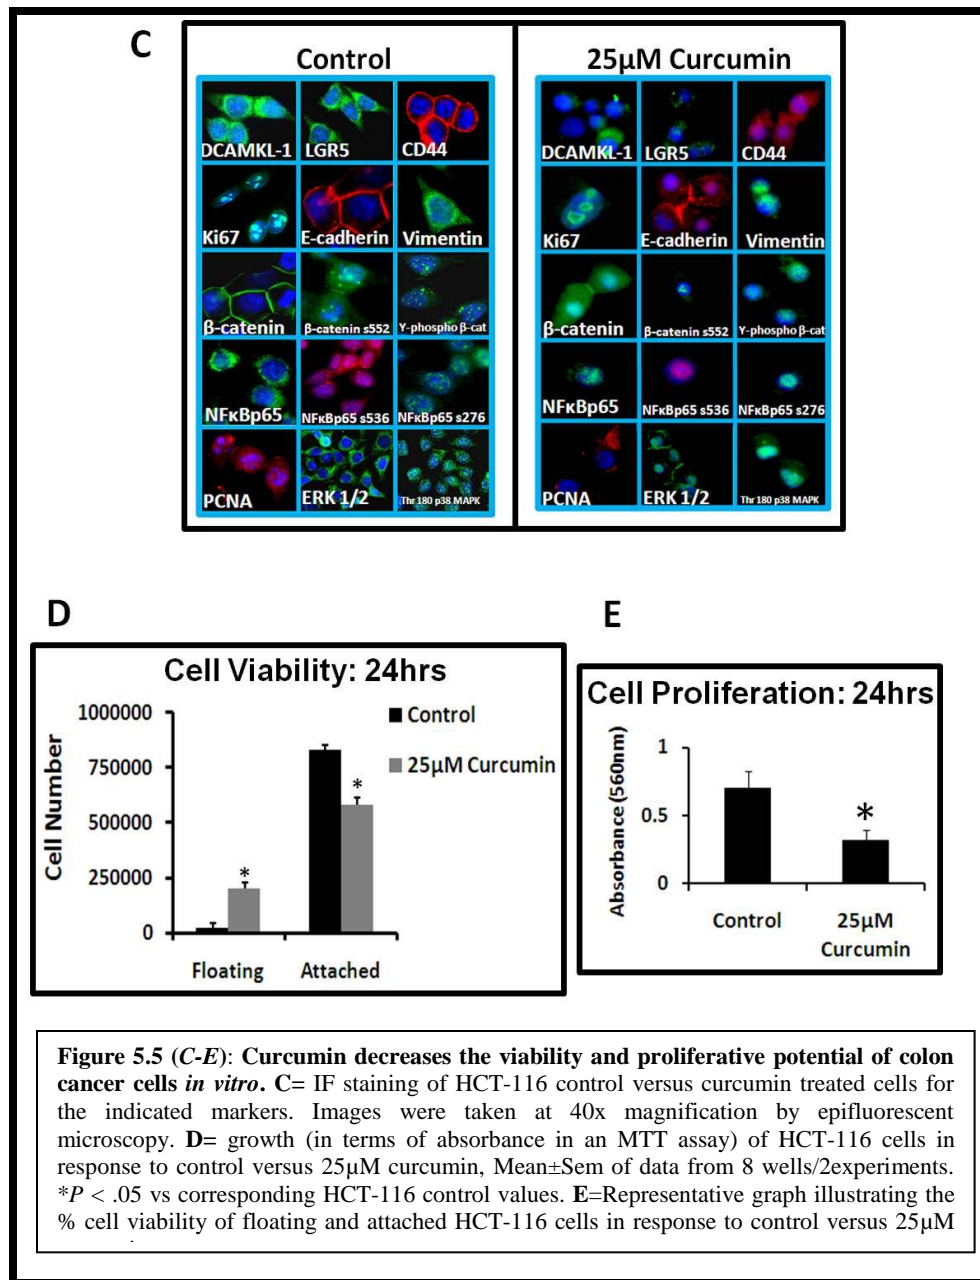 C
Control
25μM Curcumin
DCAMKL-1
LGR5
CD44
Ki67
E-cadherin
Vimentin
β-catenin
β-catenin s552
Y-phospho β-cat
NFκBp65
NFκBp65 s536
NFκBp65 s276
PCNA
ERK 1/2
Thr 180 p38 MAPK
DCAMKL-1
LGR5
CD44
Ki67
E-cadherin
Vimentin
β-catenin
β-catenin s552
Y-phospho β-cat
NFκBp65
NFκBp65 s536
NFκBp65 s276
PCNA
ERK 1/2
Thr 180 p38 MAPK
D
Cell Viability: 24hrs
Cell Number
1000000
750000
500000
250000
0
Control
25μM Curcumin
*
*
Floating
Attached
E
Cell Proliferation: 24hrs
Absorbance (560nm)
1
0.5
0
*
Control
25μM
Curcumin
Figure 5.5 (C-E): Curcumin decreases the viability and proliferative potential of colon
cancer cells in vitro. C= IF staining of HCT-116 control versus curcumin treated cells for
the indicated markers. Images were taken at 40x magnification by epifluorescent
microscopy. D= growth (in terms of absorbance in an MTT assay) of HCT-116 cells in
response to control versus 25μM curcumin, Mean±Sem of data from 8 wells/2experiments.
*P < .05 vs corresponding HCT-116 control values. E=Representative graph illustrating the
% cell viability of floating and attached HCT-116 cells in response to control versus 25μM